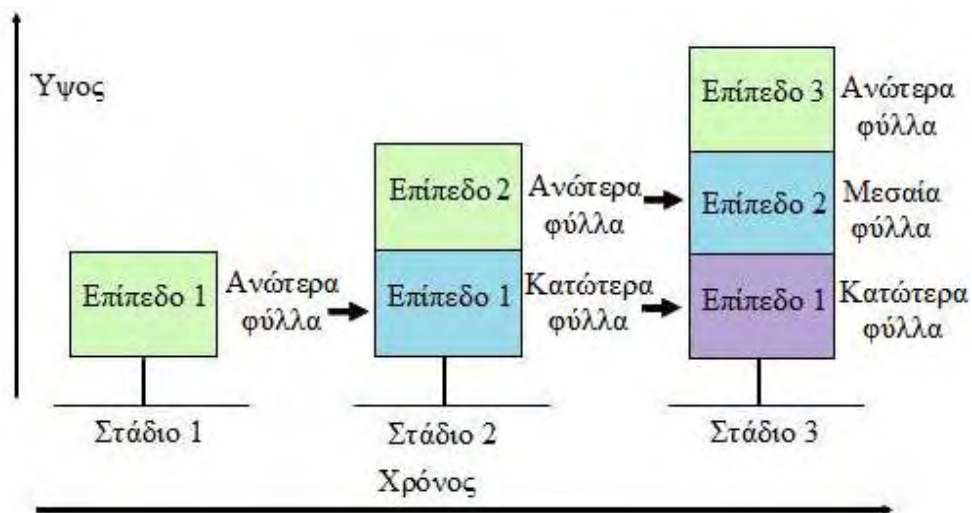 Ύψος
Επίπεδο 1
Ανώτερα
φύλλα
Στάδιο 1
Επίπεδο 2
Ανώτερα
φύλλα
Επίπεδο 1
Κατώτερα
φύλλα
Στάδιο 2
Επίπεδο 3
Ανώτερα
φύλλα
Επίπεδο 2
Μεσαία
φύλλα
Επίπεδο 1
Κατώτερα
φύλλα
Στάδιο 3
Χρόνος